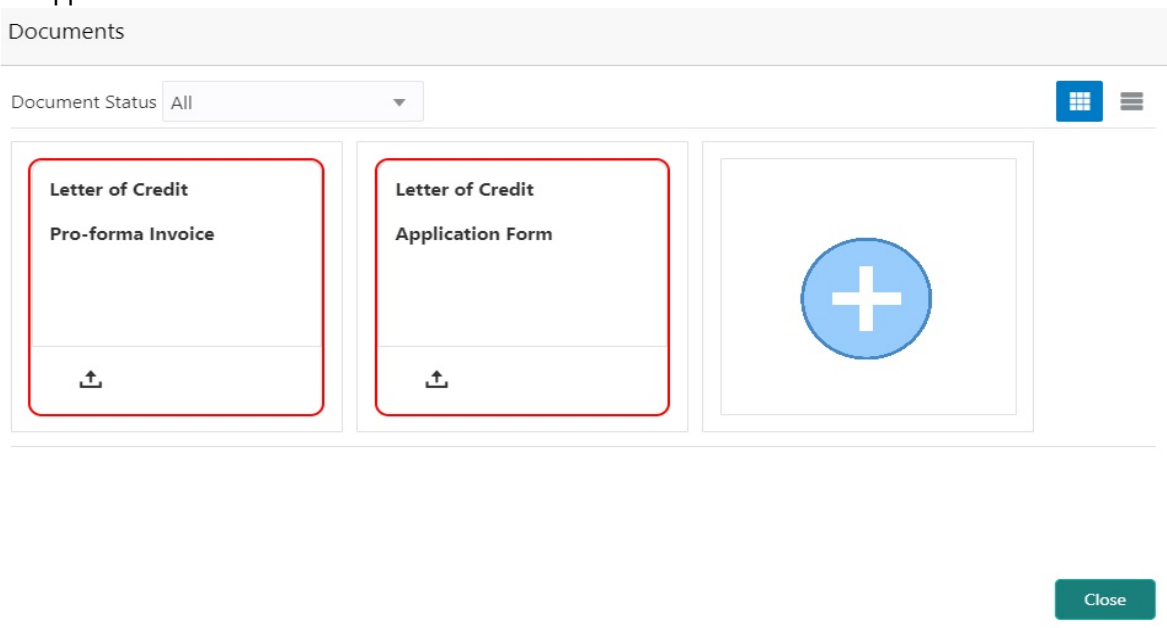 Documents
Document Status All
Letter of Credit
Pro-forma Invoice
Letter of Credit
Application Form
Close